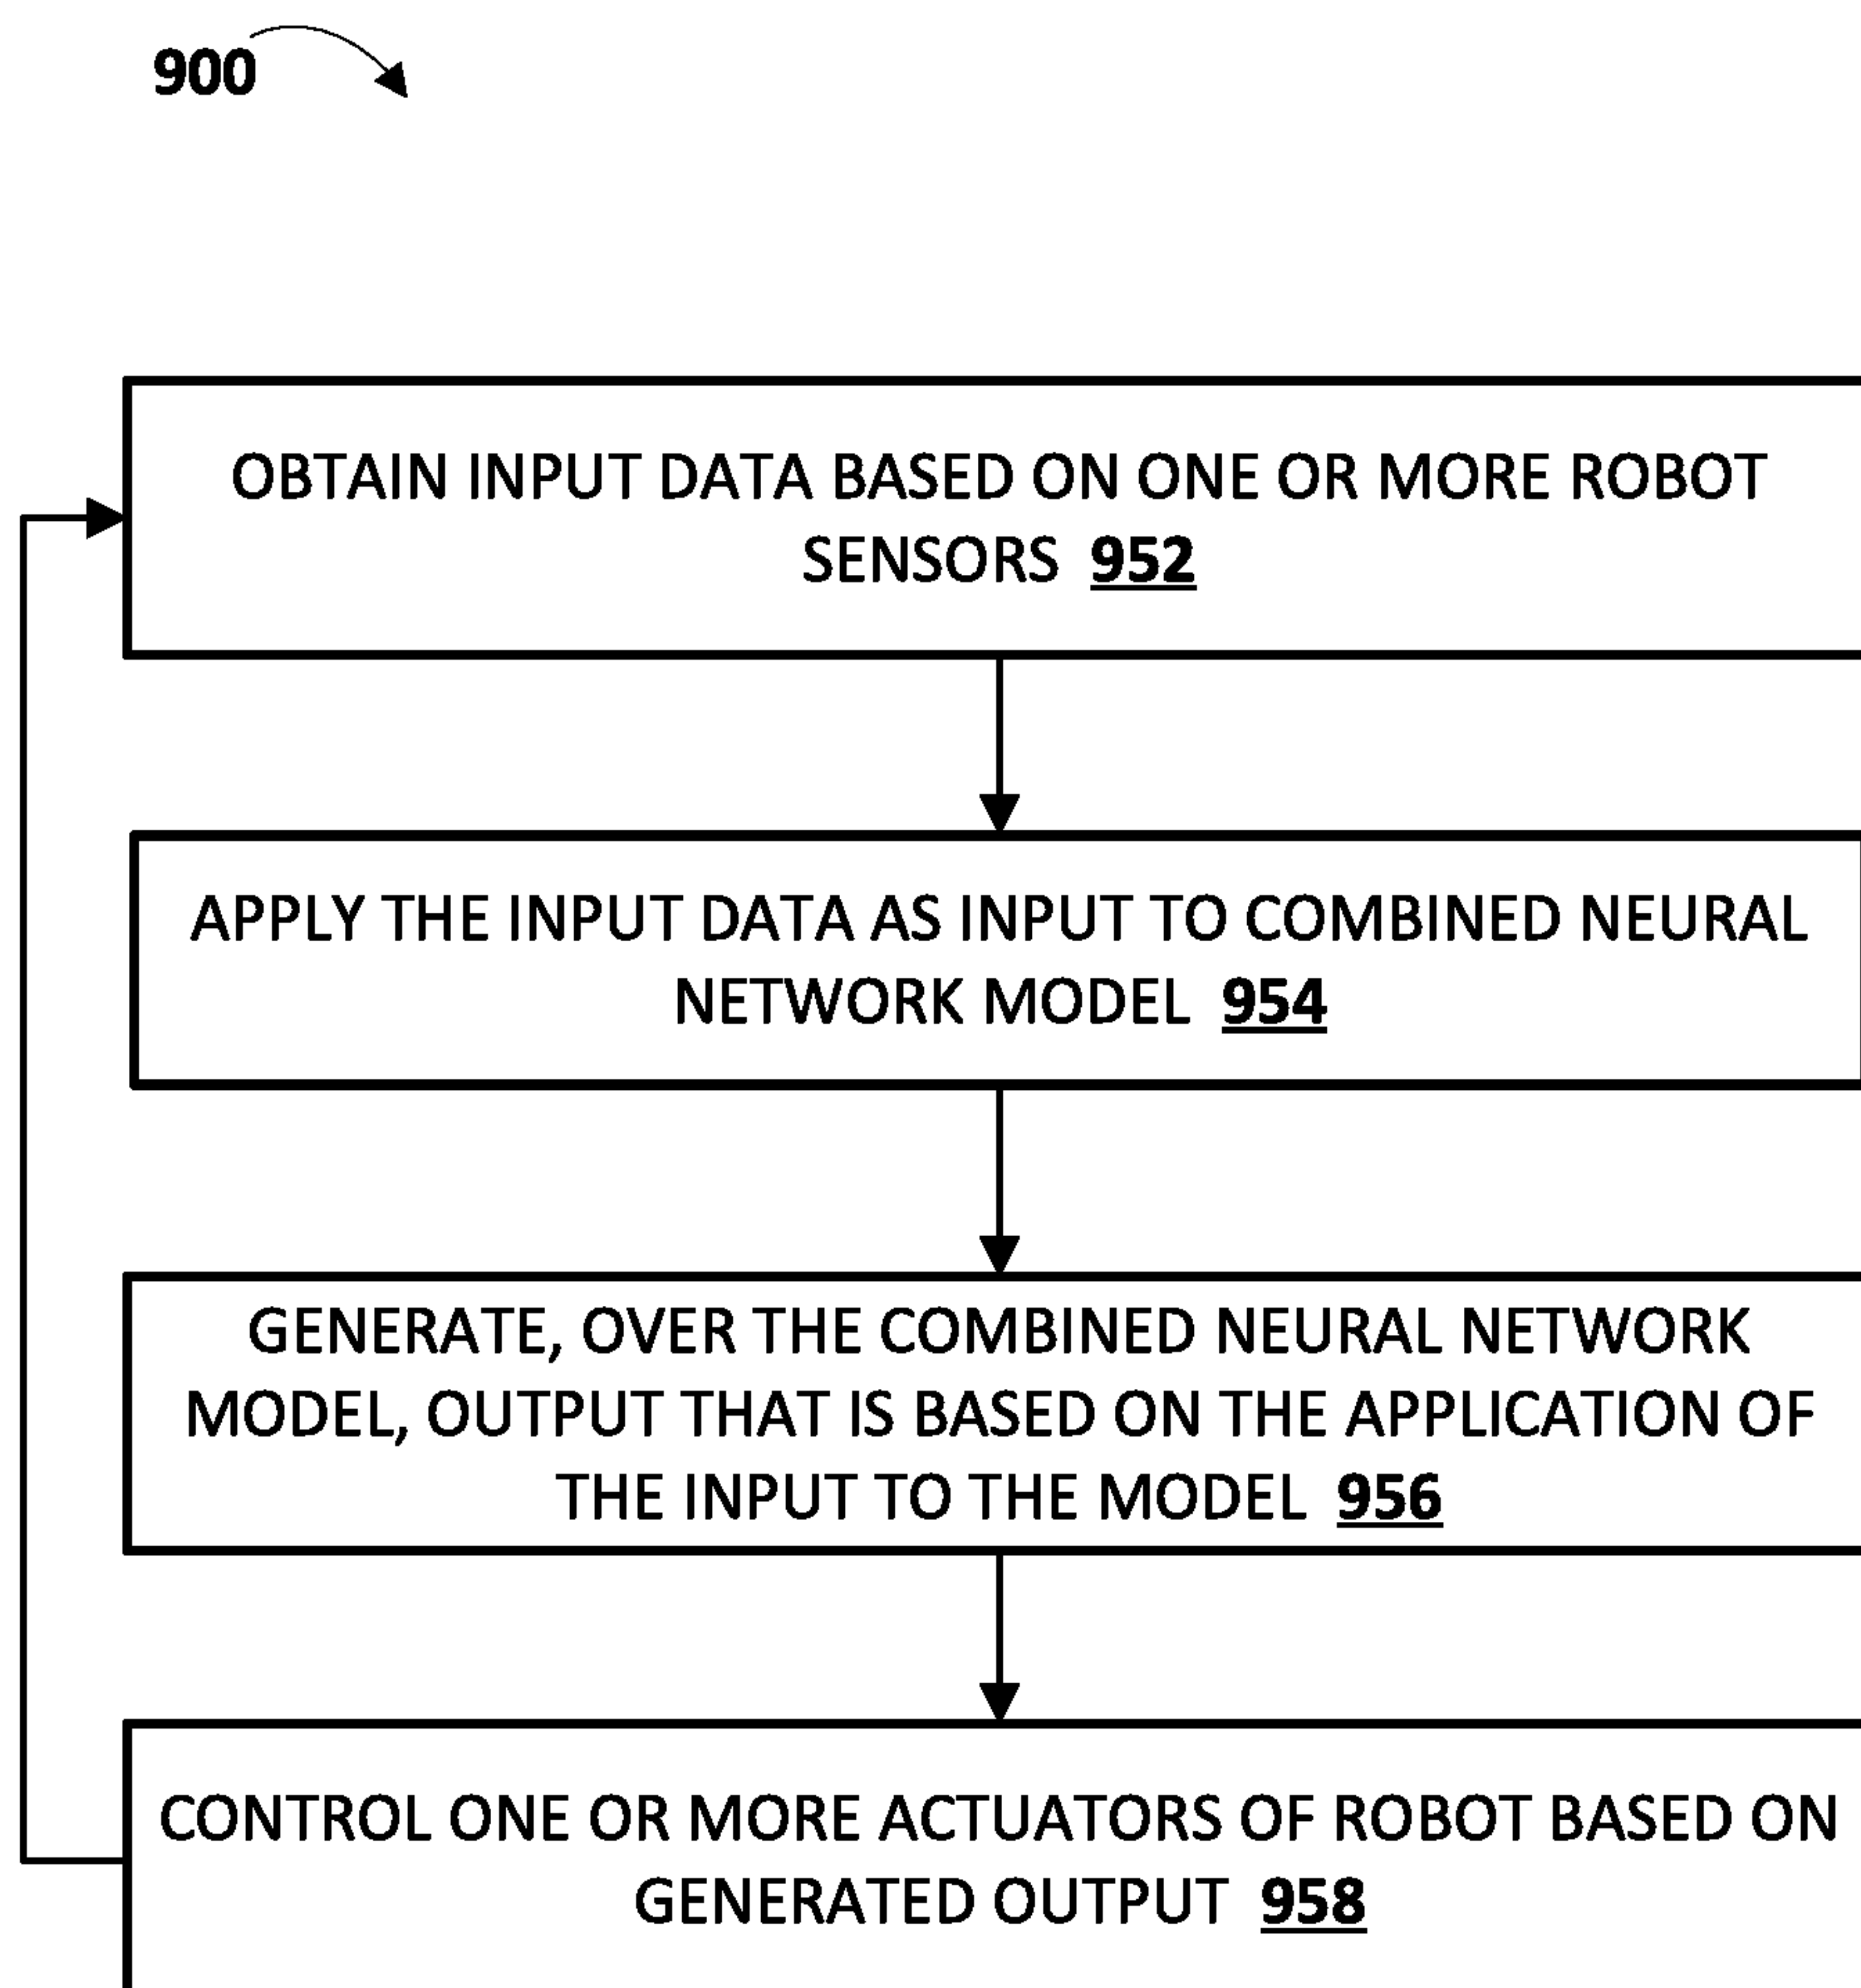 900
OBTAIN INPUT DATA BASED ON ONE OR MORE ROBOT
SENSORS 952
APPLY THE INPUT DATA AS INPUT TO COMBINED NEURAL
NETWORK MODEL 954
GENERATE, OVER THE COMBINED NEURAL NETWORK
MODEL, OUTPUT THAT IS BASED ON THE APPLICATION OF
THE INPUT TO THE MODEL 956
CONTROL ONE OR MORE ACTUATORS OF ROBOT BASED ON
GENERATED OUTPUT 958